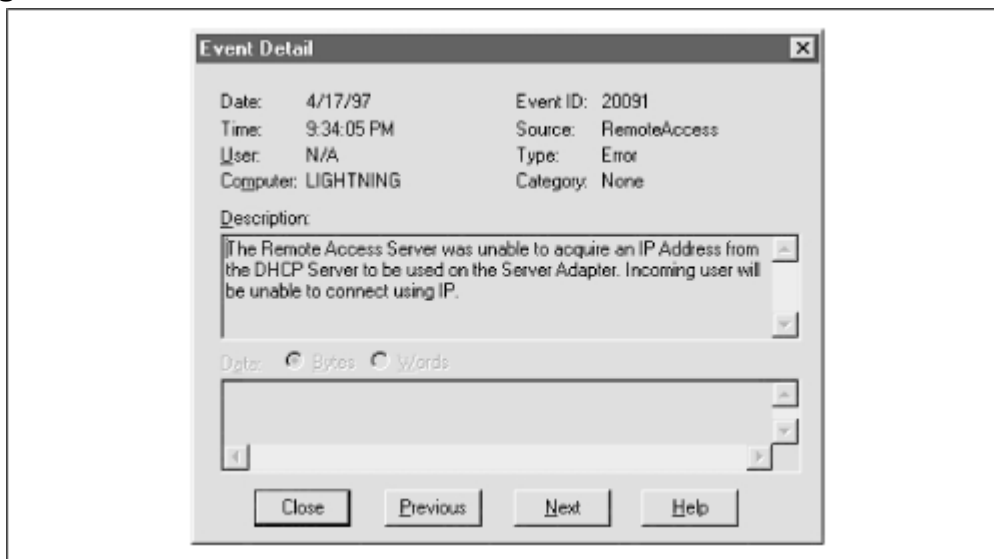 Event Detail
Date: 4/17/97 Event ID: 20091
Time: 9:34:05 PM Source: RemoteAccess
User: N/A Type: Error
Computer: LIGHTNING Category: None
Description:
The Remote Access Server was unable to acquire an IP Address from
the DHCP Server to be used on the Server Adapter. Incoming user will
be unable to connect using IP.
Data: Bytes Words
Close Previous Next Help